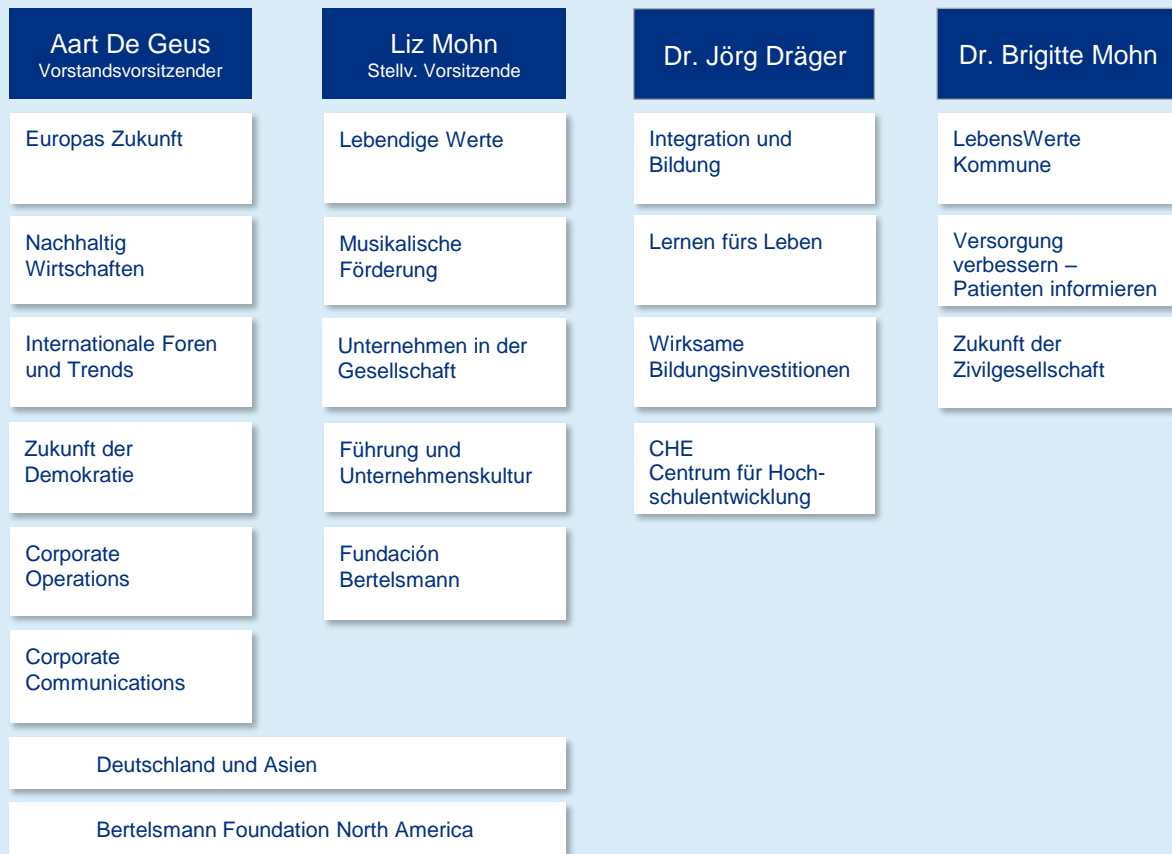 Aart De Geus
Vorstandsvorsitzender
Europas Zukunft
Nachhaltig
Wirtschaften
Internationale Foren
und Trends
Zukunft der
Demokratie
Corporate
Operations
Corporate
Communications
Liz Mohn
Stellv. Vorsitzende
Lebendige Werte
Musikalische
Förderung
Unternehmen in der
Gesellschaft
Führung und
Unternehmenskultur
Fundación
Bertelsmann
Deutschland und Asien
Bertelsmann Foundation North America
Dr. Jörg Dräger
Integration und
Bildung
Lernen fürs Leben
Wirksame
Bildungsinvestitionen
CHE
Centrum für Hoch-
schulentwicklung
Dr. Brigitte Mohn
LebensWerte
Kommune
Versorgung
verbessern –
Patienten informieren
Zukunft der
Zivilgesellschaft